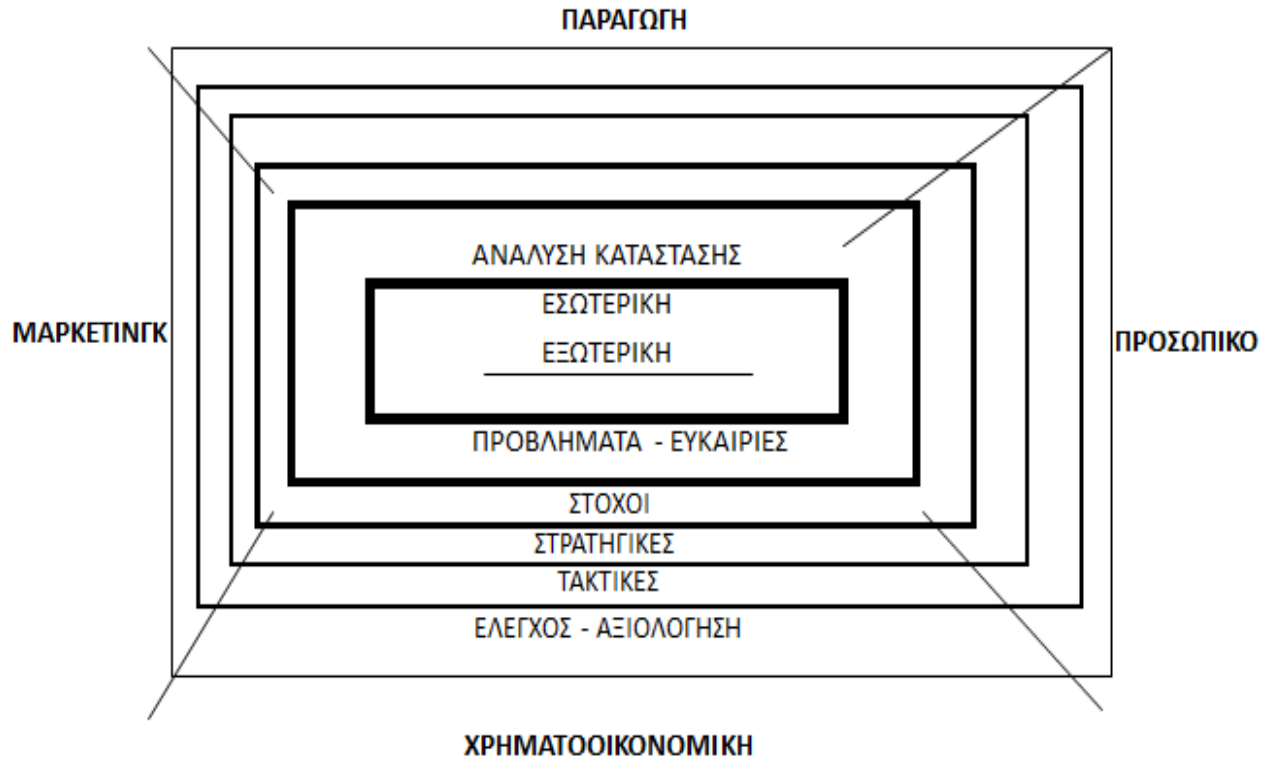 ΠΑΡΑΓΩΓΗ
ΑΝΑΛΥΣΗ ΚΑΤΑΣΤΑΣΗΣ
ΕΣΩΤΕΡΙΚΗ
ΜΑΡΚΕΤΙΝΓΚ
ΠΡΟΣΩΠΙΚΟ
ΕΞΩΤΕΡΙΚΗ
ΠΡΟΒΛΗΜΑΤΑ - ΕΥΚΑΙΡΙΕΣ
ΣΤΟΧΟΙ
ΣΤΡΑΤΗΓΙΚΕΣ
ΤΑΚΤΙΚΕΣ
ΕΛΕΓΧΟΣ - ΑΞΙΟΛΟΓΗΣΗ
ΧΡΗΜΑΤΟΟΙΚΟΝΟΜΙΚΗ